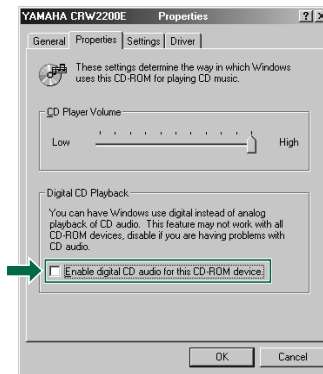 YAMAHA CRW2200E Properties
General Properties Settings Driver
These settings determine the way in which Windows
uses this CD-ROM for playing CD music.
CD Player Volume
Low High
Digital CD Playback
You can have Windows use digital instead of analog
playback of CD audio. This feature may not work with all
CD-ROM devices, disable if you are having problems with
CD audio.
Enable digital CD audio for this CD-ROM device.
OK Cancel